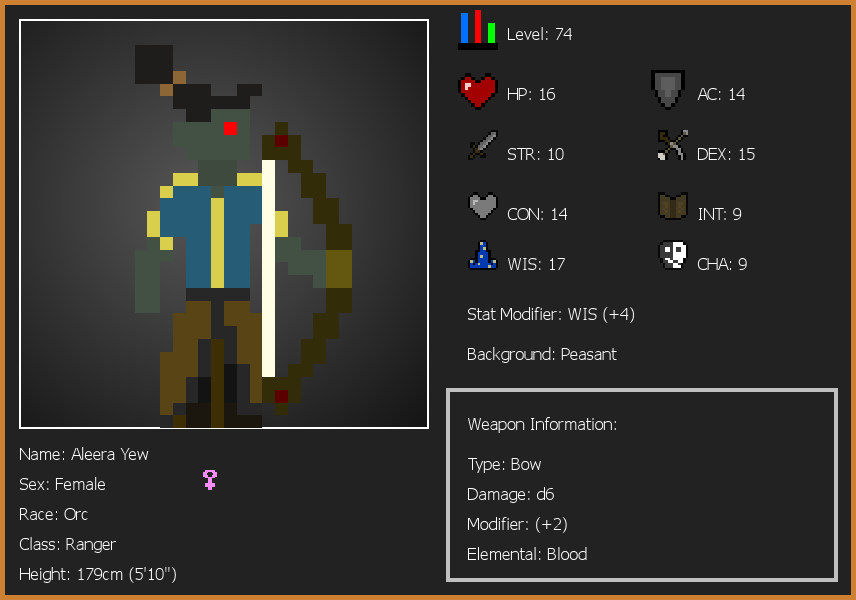 Level: 74
HP: 16
AC: 14
STR: 10
DEX: 15
CON: 14
INT: 9
WIS: 17
CHA: 9
Stat Modifier: WIS (+4)
Background: Peasant
Weapon Information:
Type: Bow
Damage: d6
Modifier: (+2)
Elemental: Blood
Name: Aleera Yew
Sex: Female
Race: Orc
Class: Ranger
Height: 179cm (5'10")